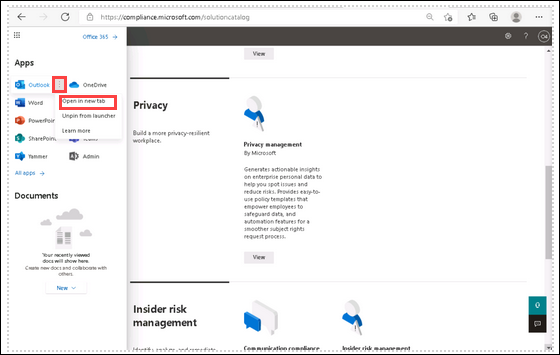 https://compliance.microsoft.com/solutioncatalog
Office 365 →
Apps
Outlook
OneDrive
Open in new tab
Word
Unpin from launcher
PowerPoint
Learn more
SharePoint
Teams
Yammer
Admin
All apps →
Documents
Your recently viewed
docs will show here.
Create new docs and collaborate with
others.
New
View
Privacy
Build a more privacy-resilient
workplace.
Privacy management
By Microsoft
Generates actionable insights
on enterprise personal data to
help you spot issues and
reduce risks. Provides easy-to-
use policy templates that
empower employees to
safeguard data, and
automation features for a
smoother subject rights
request process.
View
Insider risk
management
Communication compliance
Insider risk management